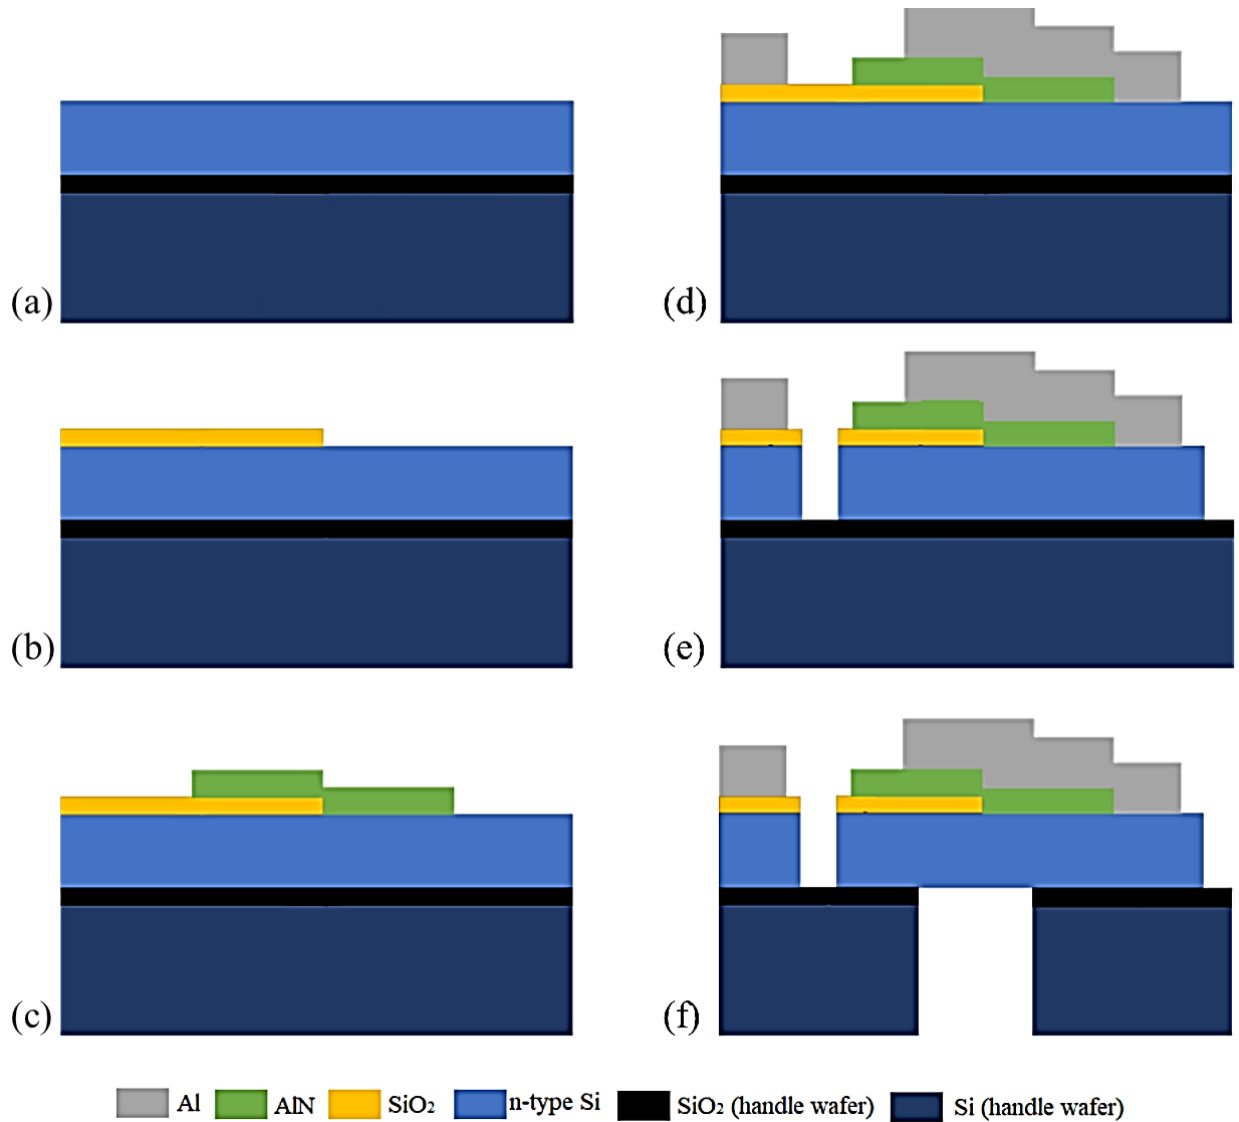 (a)
(b)
(c)
(d)
(e)
(f)
Al AlN SiO₂ n-type Si SiO₂ (handle wafer) Si (handle wafer)